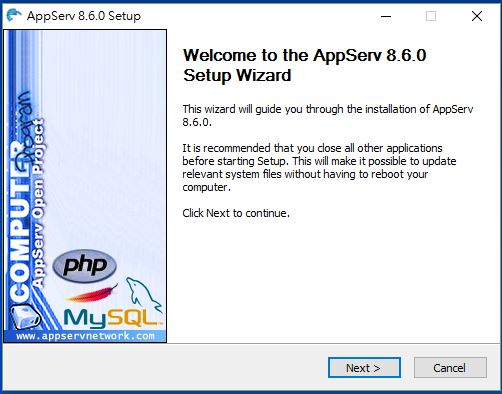 AppServ 8.6.0 Setup
Welcome to the AppServ 8.6.0
Setup Wizard
This wizard will guide you through the installation of AppServ
8.6.0.
It is recommended that you close all other applications
before starting Setup. This will make it possible to update
relevant system files without having to reboot your
computer.
Click Next to continue.
COMPUTER
Program
AppServ Open Project
php
MySQL
www.appservnetwork.com
Next >
Cancel